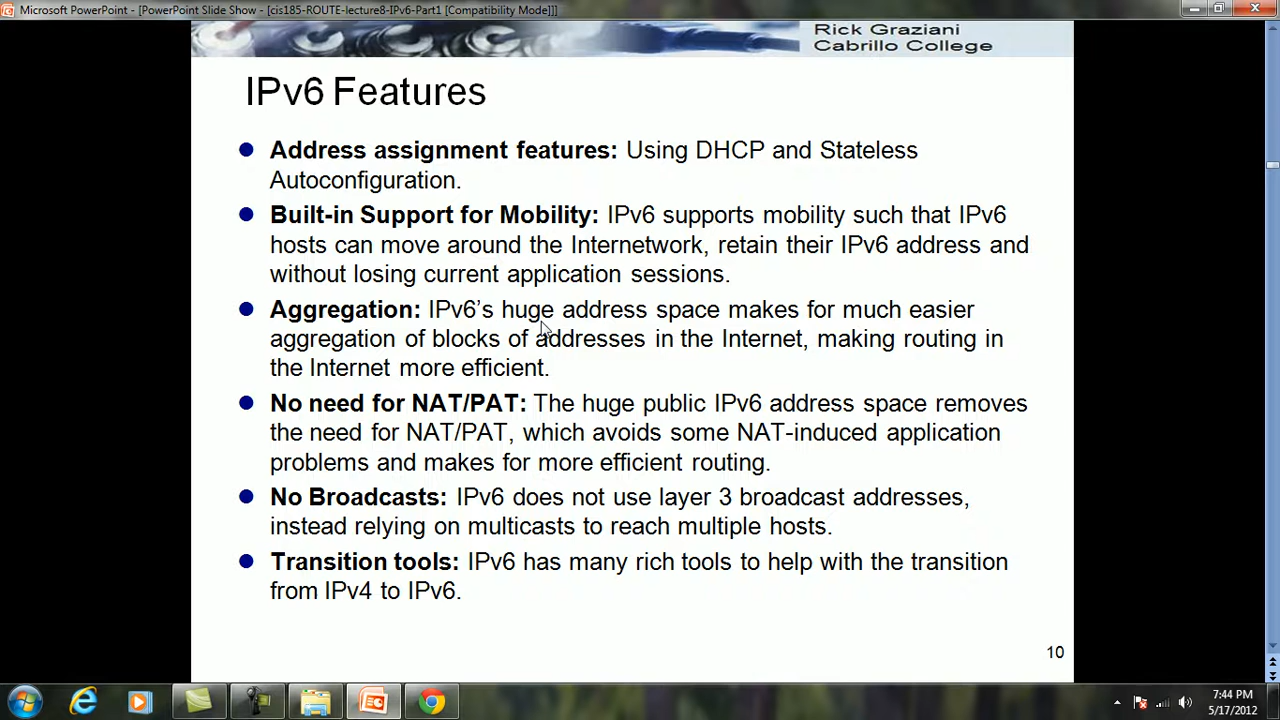 Microsoft PowerPoint - [PowerPoint Slide Show - [cis185-ROUTE-lecture8-IPv6-Part1 [Compatibility Mode]]]
Rick Graziani
Cabrillo College
IPv6 Features
Address assignment features: Using DHCP and Stateless
Autoconfiguration.
Built-in Support for Mobility: IPv6 supports mobility such that IPv6
hosts can move around the Internetwork, retain their IPv6 address and
without losing current application sessions.
Aggregation: IPv6’s huge address space makes for much easier
aggregation of blocks of addresses in the Internet, making routing in
the Internet more efficient.
No need for NAT/PAT: The huge public IPv6 address space removes
the need for NAT/PAT, which avoids some NAT-induced application
problems and makes for more efficient routing.
No Broadcasts: IPv6 does not use layer 3 broadcast addresses,
instead relying on multicasts to reach multiple hosts.
Transition tools: IPv6 has many rich tools to help with the transition
from IPv4 to IPv6.
10
7:44 PM
5/17/2012